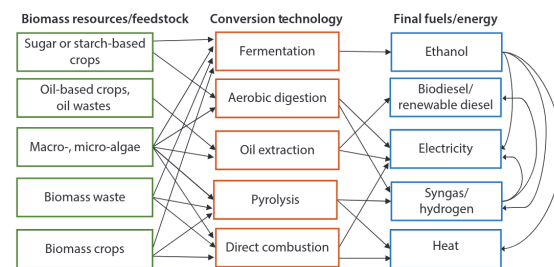 Biomass resources/feedstock
Conversion technology
Final fuels/energy
Sugar or starch-based
crops
Fermentation
Ethanol
Oil-based crops,
oil wastes
Aerobic digestion
Biodiesel/
renewable diesel
Macro-, micro-algae
Oil extraction
Electricity
Biomass waste
Pyrolysis
Syngas/
hydrogen
Biomass crops
Direct combustion
Heat